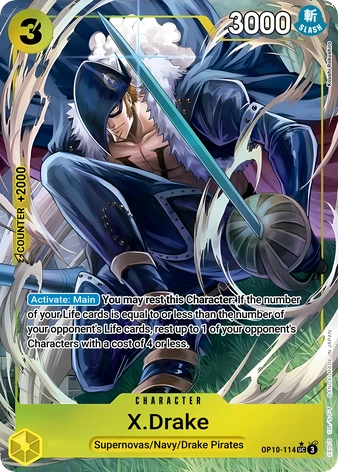 3
3000
斬
SLASH
COUNTER +2000
Activate: Main You may rest this Character: If the number
of your Life cards is equal to or less than the number of
your opponent's Life cards, rest up to 1 of your opponent's
Characters with a cost of 4 or less.
CHARACTER
X.Drake
Supernovas/Navy/Drake Pirates
OP10-114 UC 3